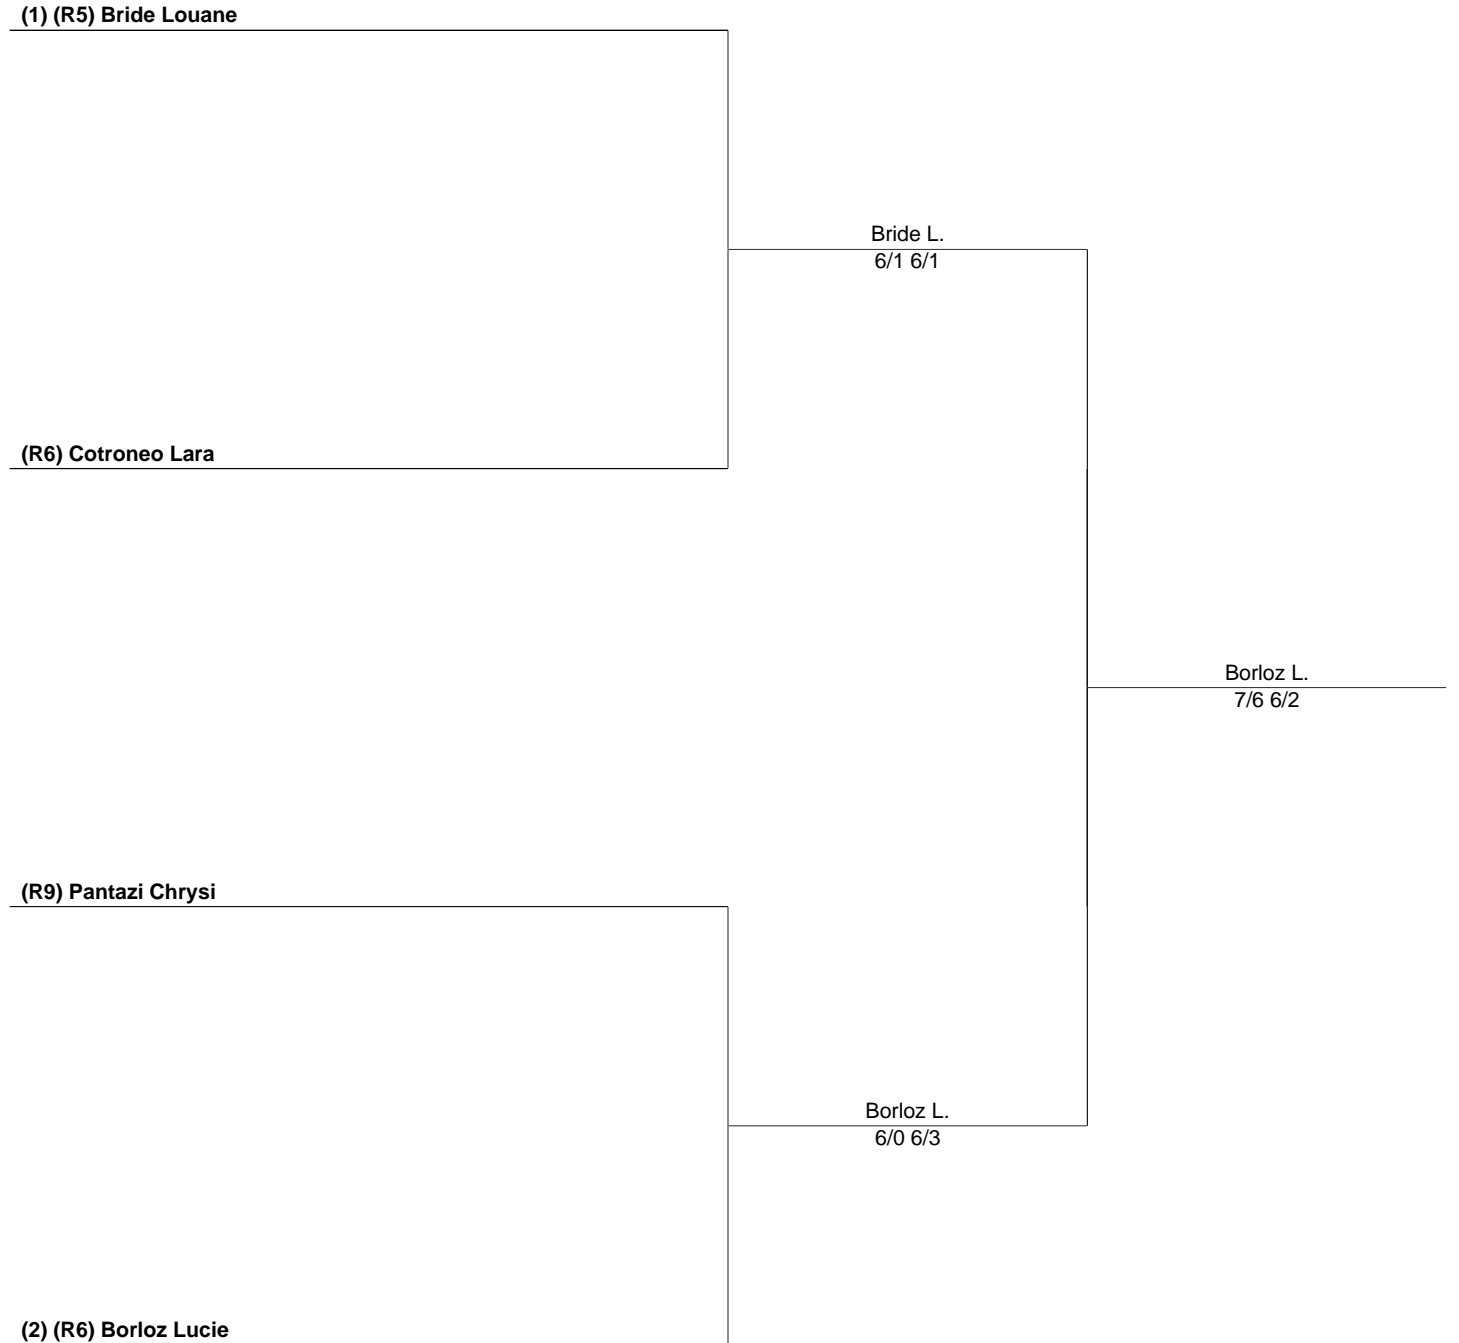 (1) (R5) Bride Louane
Bride L.
6/1 6/1
(R6) Cotroneo Lara
Borloz L.
7/6 6/2
(R9) Pantazi Chrysi
Borloz L.
6/0 6/3
(2) (R6) Borloz Lucie